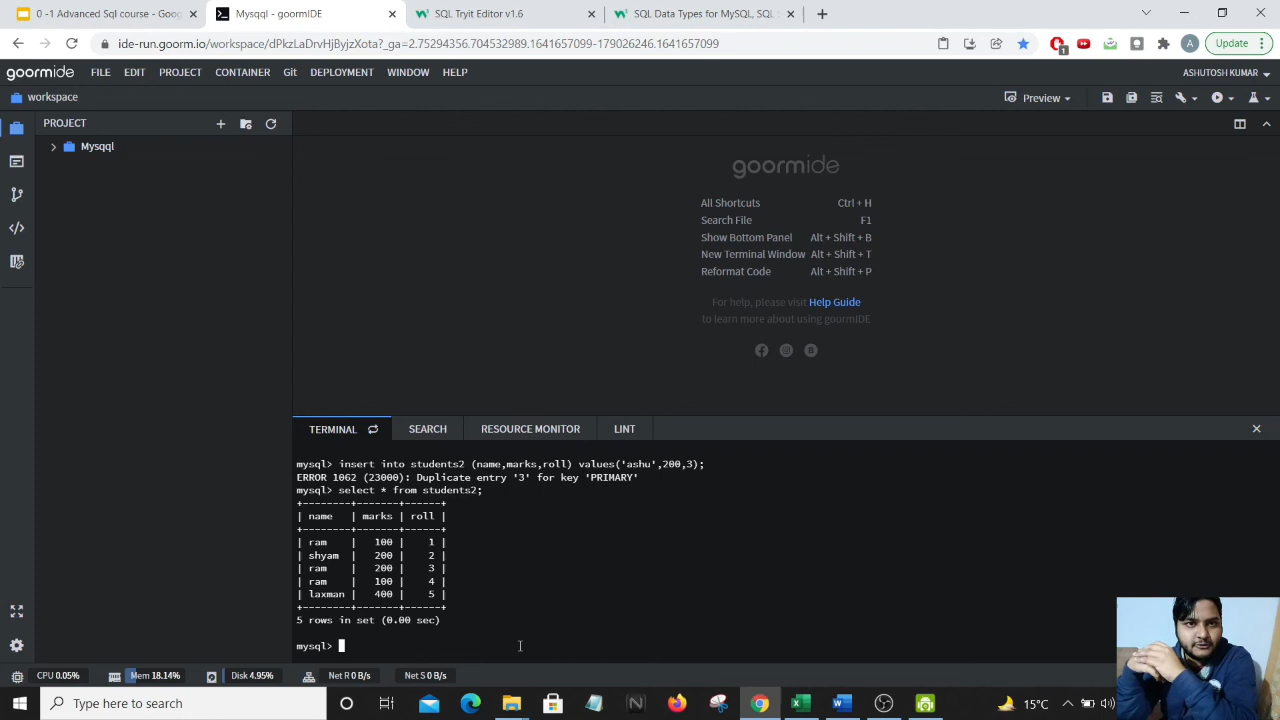 0 -1 Advanced Sql course - Goog
Mysqql - goormIDE
SQL Tryit Editor v1.6
SQL Data Types for MySQL, SQL S
ide-run.goorm.io/workspace/dPkzLaDrvHjByjsYota?_ga=2.75204356.704531389.1641657099-1790262445.1641657099
1
A
Update
goormide
FILE EDIT PROJECT CONTAINER Git DEPLOYMENT WINDOW HELP
ASHUTOSH KUMAR
workspace
Preview
PROJECT
Mysqql
goormide
All Shortcuts Ctrl + H
Search File F1
Show Bottom Panel Alt + Shift + B
New Terminal Window Alt + Shift + T
Reformat Code Alt + Shift + P
For help, please visit Help Guide
to learn more about using goormIDE
TERMINAL SEARCH RESOURCE MONITOR LINT
mysql> insert into students2 (name,marks,roll) values('ashu',200,3);
ERROR 1062 (23000): Duplicate entry '3' for key 'PRIMARY'
mysql> select * from students2;
+--------+-------+------+
| name   | marks | roll |
+--------+-------+------+
| ram    |   100 |    1 |
| shyam  |   200 |    2 |
| ram    |   200 |    3 |
| ram    |   100 |    4 |
| laxman |   400 |    5 |
+--------+-------+------+
5 rows in set (0.00 sec)
mysql>
CPU 0.05% Mem 18.14% Disk 4.95% Net R 0 B/s Net S 0 B/s
Type here to search
15°C